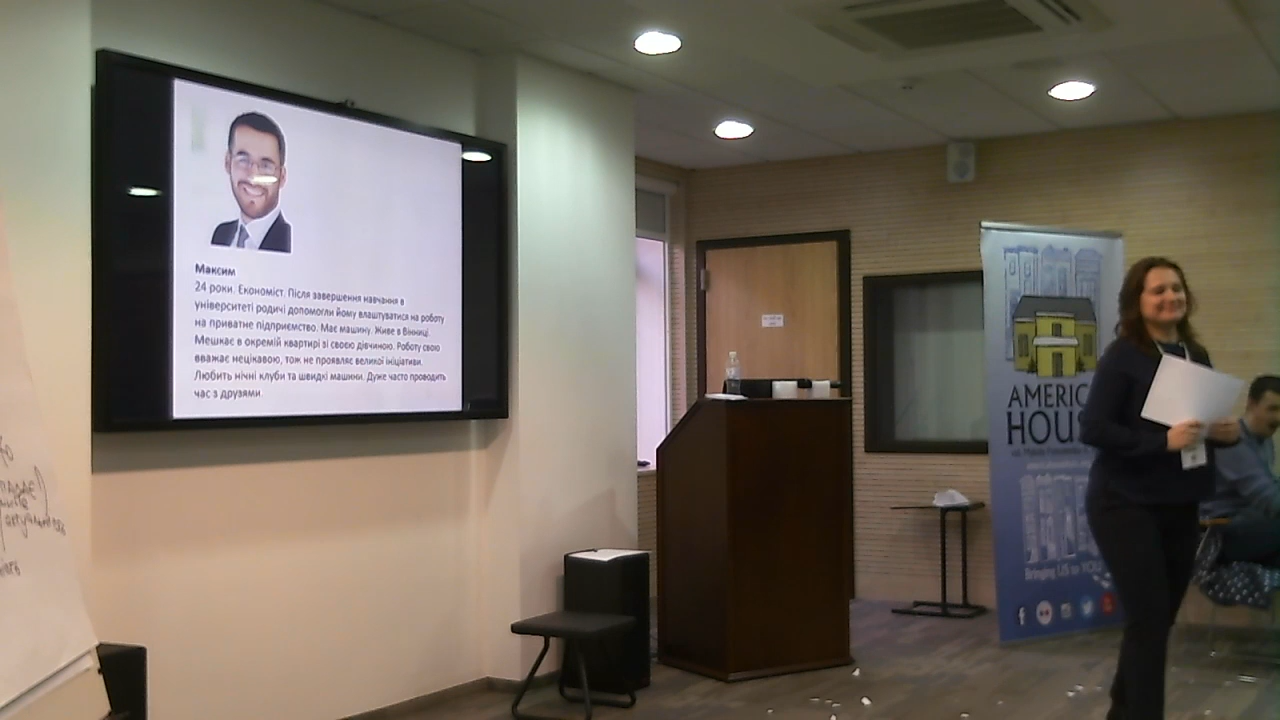 Максим
24 роки. Економіст. Після завершення навчання в
університеті родичі допомогли йому влаштуватися на роботу
на приватне підприємство. Має машину. Живе в Вінниці.
Мешкає в окремій квартирі зі своєю дівчиною. Роботу свою
вважає нецікавою, тож не проявляє великої ініціативи.
Любить нічні клуби та швидкі машини. Дуже часто проводить
час з друзями.
AMERIC
HOUS
Bringing US to YOU